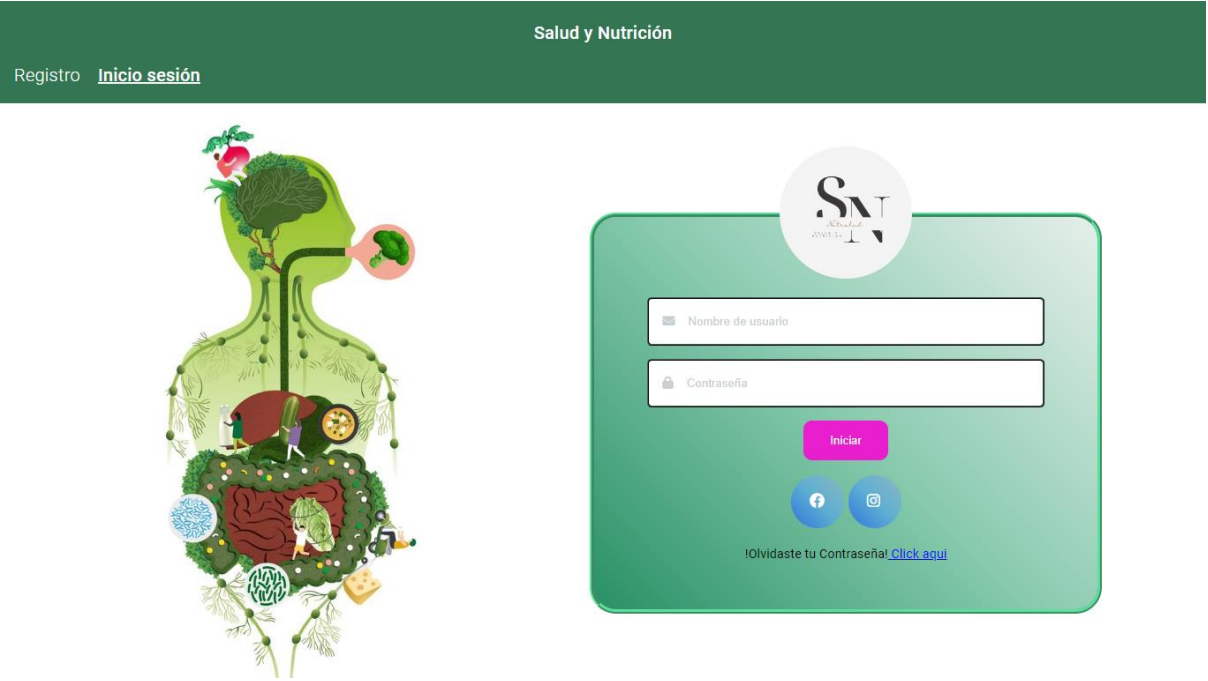 Salud y Nutrición
Registro Inicio sesión
SN
Nombre de usuario
Contraseña
Iniciar
!Olvidaste tu Contraseña! Click aqui